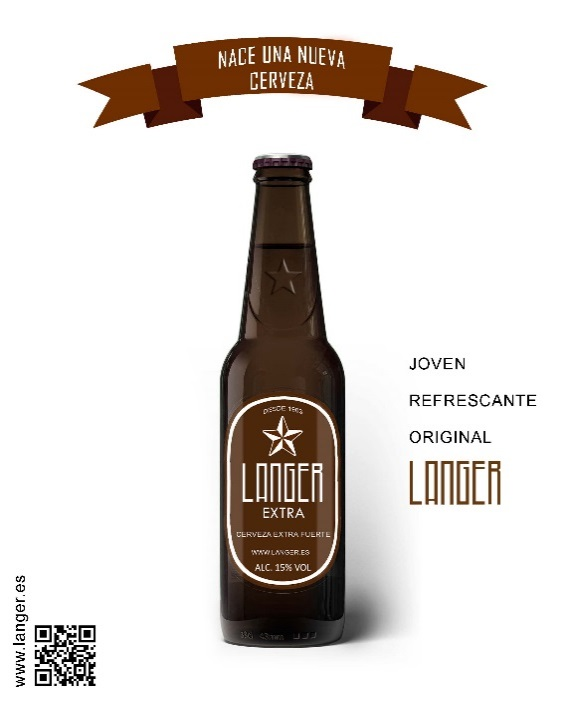 NACE UNA NUEVA
CERVEZA
JOVEN
REFRESCANTE
ORIGINAL
LANGER
DESDE
LANGER
EXTRA
CERVEZA EXTRA FUERTE
WWW.LANGER.ES
ALC. 15% VOL
www.langer.es